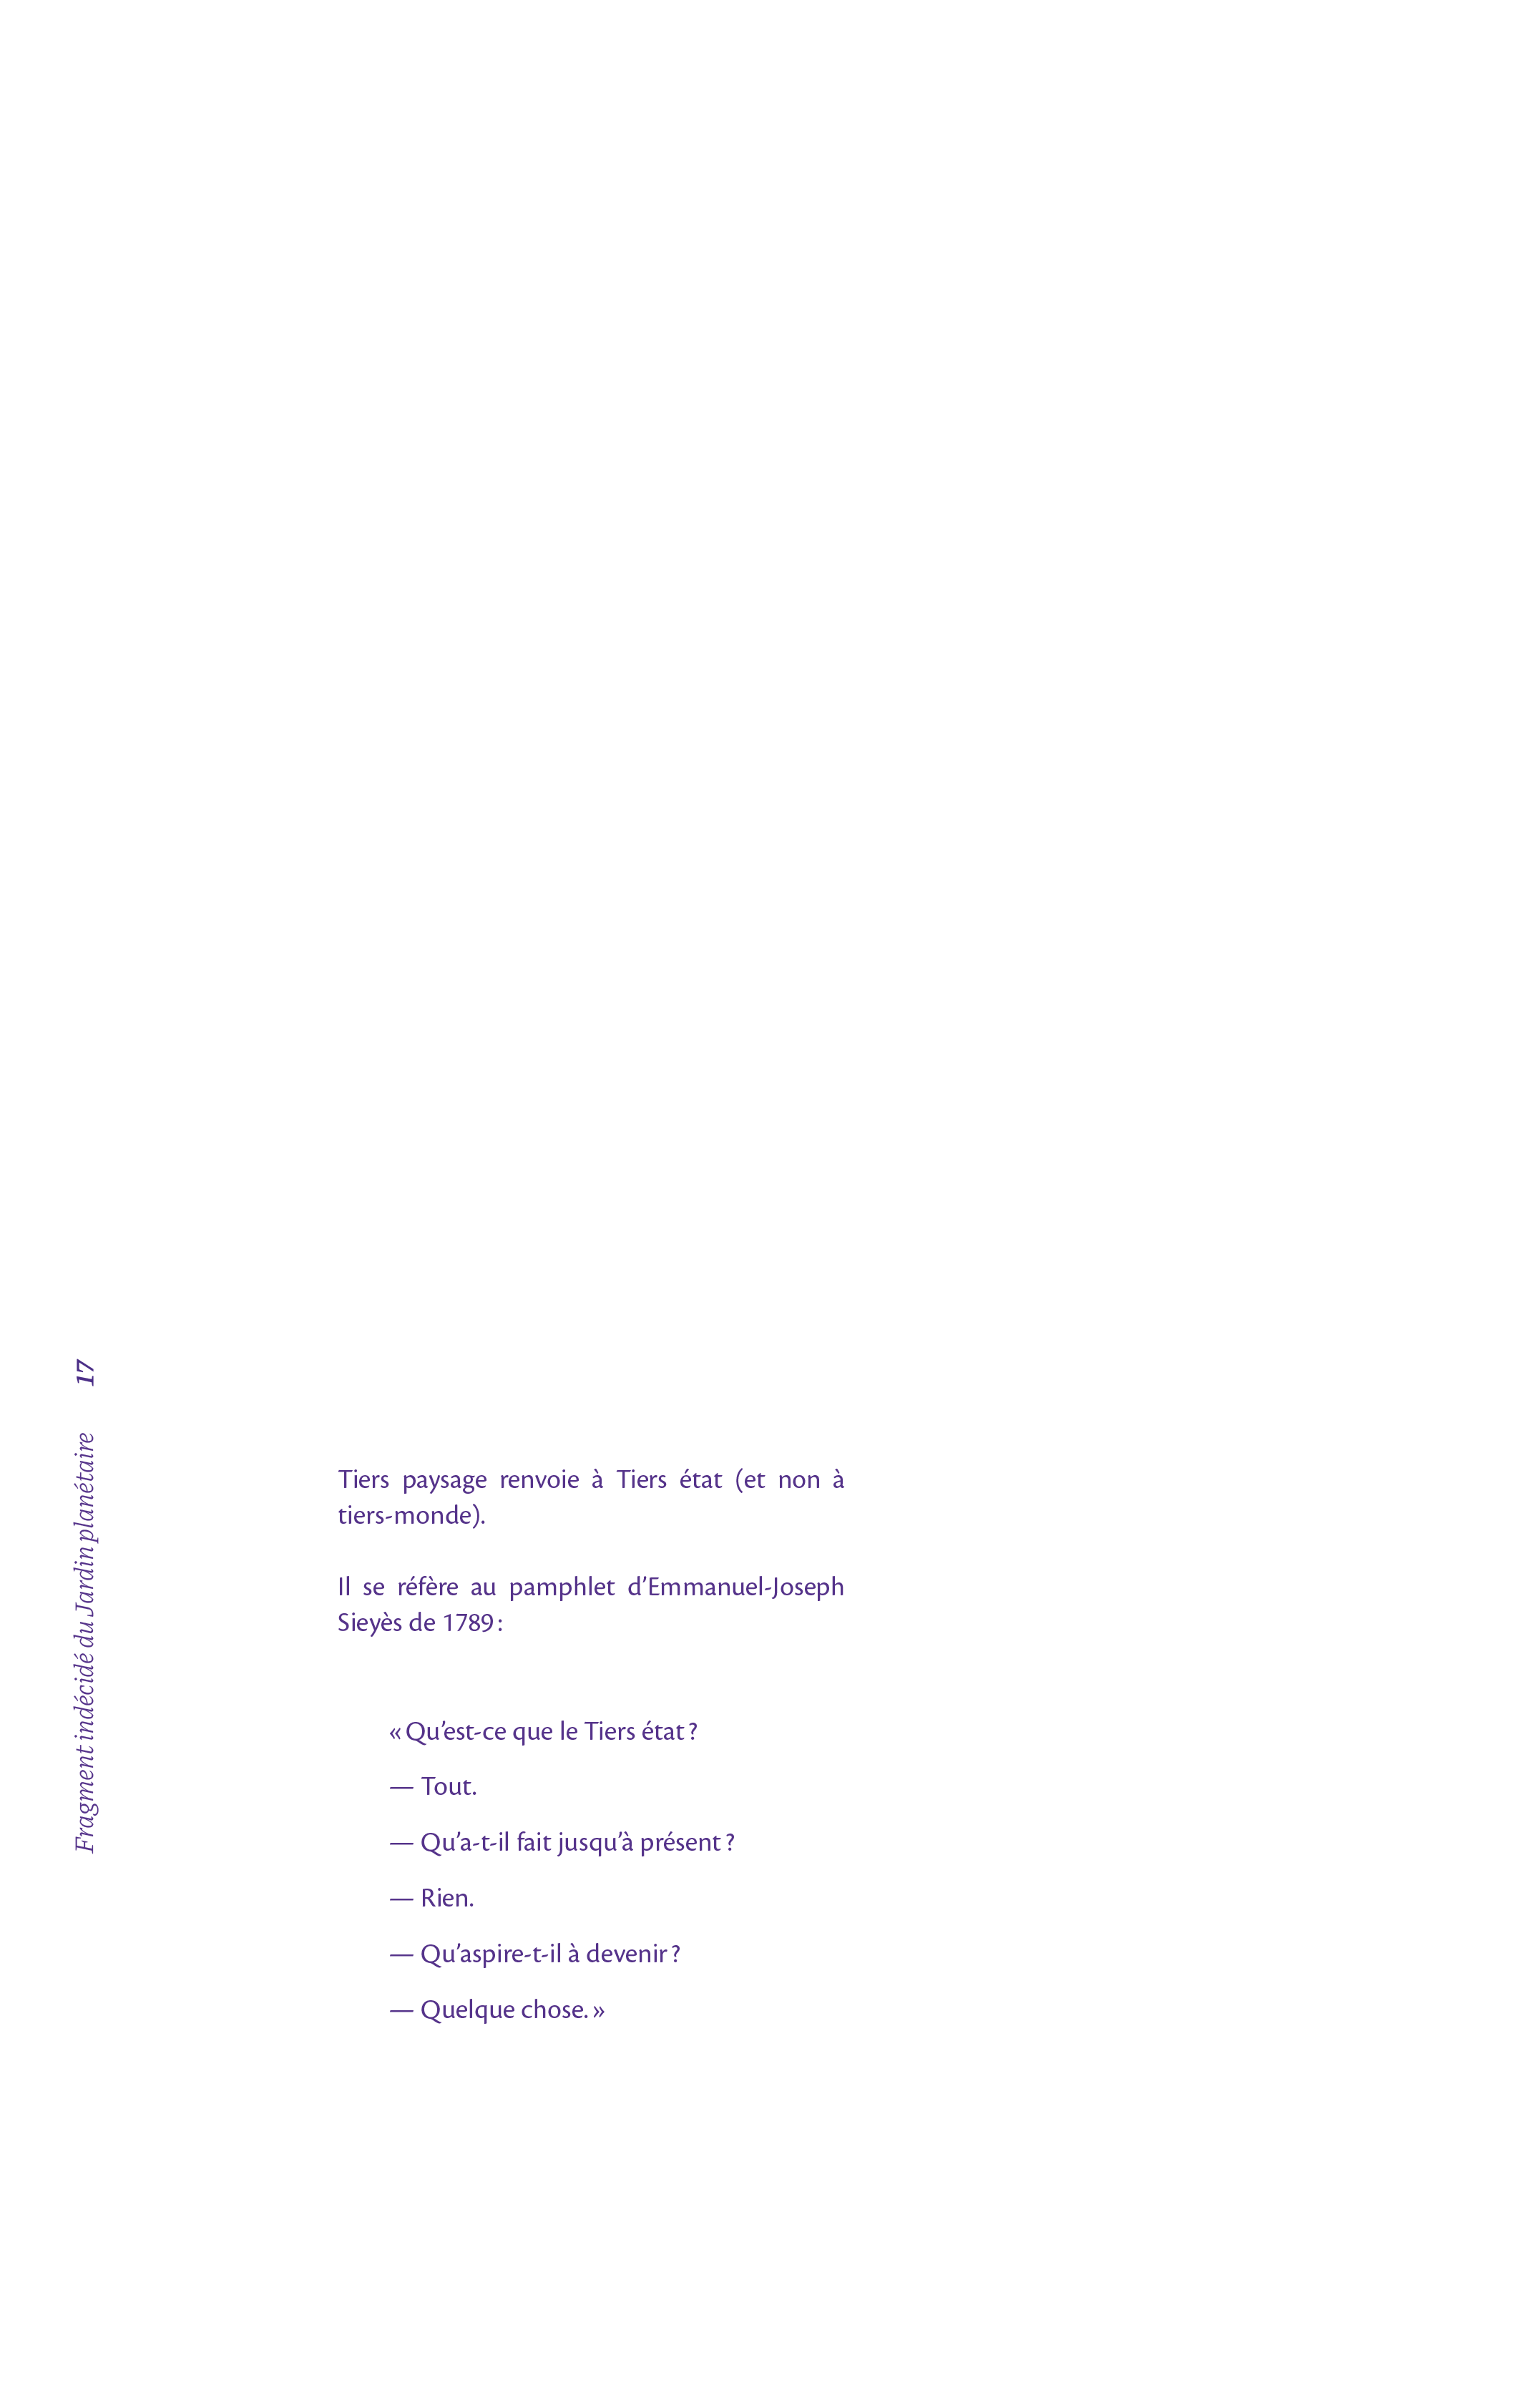 Fragment indécidé du Jardin planétaire 17
Tiers paysage renvoie à Tiers état (et non à
tiers-monde).
Il se réfère au pamphlet d’Emmanuel-Joseph
Sieyès de 1789 :
« Qu’est-ce que le Tiers état ?
— Tout.
— Qu’a-t-il fait jusqu’à présent ?
— Rien.
— Qu’aspire-t-il à devenir ?
— Quelque chose. »